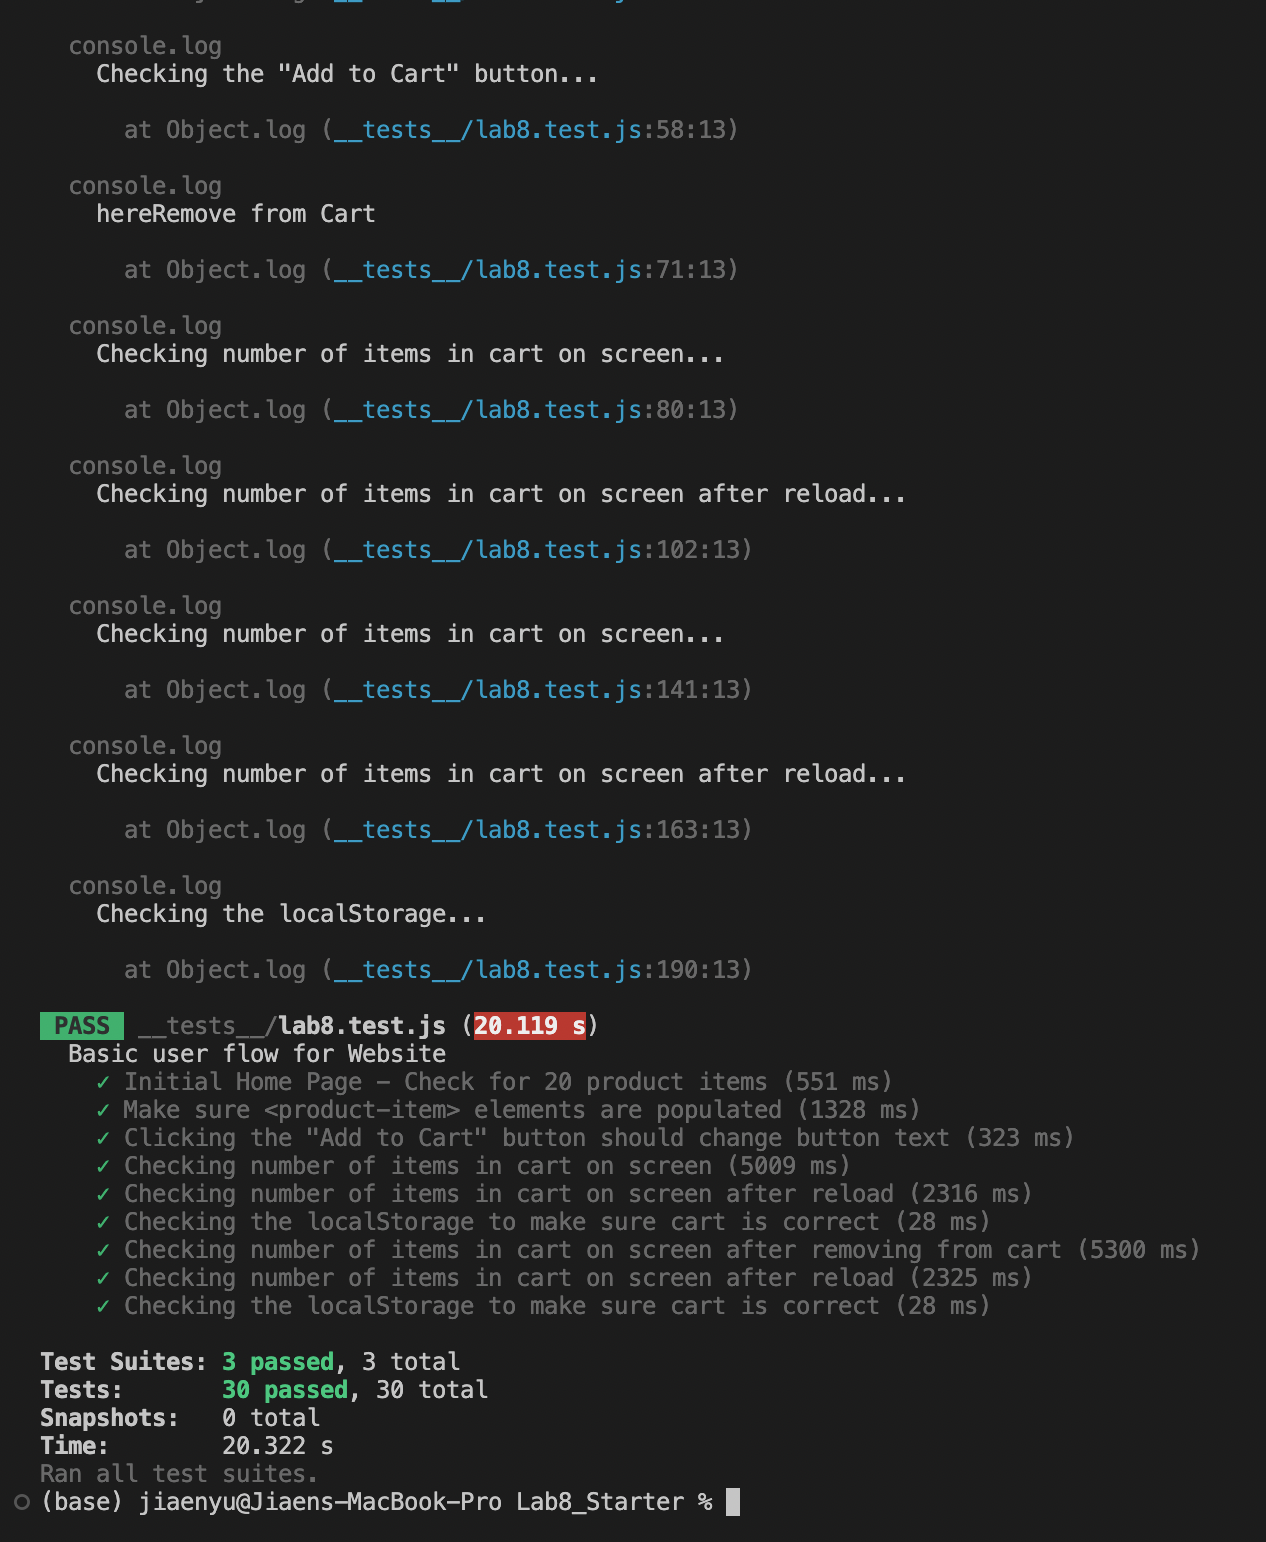 console.log
Checking the "Add to Cart" button...
at Object.log (__tests__/lab8.test.js:58:13)
console.log
hereRemove from Cart
at Object.log (__tests__/lab8.test.js:71:13)
console.log
Checking number of items in cart on screen...
at Object.log (__tests__/lab8.test.js:80:13)
console.log
Checking number of items in cart on screen after reload...
at Object.log (__tests__/lab8.test.js:102:13)
console.log
Checking number of items in cart on screen...
at Object.log (__tests__/lab8.test.js:141:13)
console.log
Checking number of items in cart on screen after reload...
at Object.log (__tests__/lab8.test.js:163:13)
console.log
Checking the localStorage...
at Object.log (__tests__/lab8.test.js:190:13)
PASS __tests__/lab8.test.js (20.119 s)
Basic user flow for Website
✓ Initial Home Page - Check for 20 product items (551 ms)
✓ Make sure <product-item> elements are populated (1328 ms)
✓ Clicking the "Add to Cart" button should change button text (323 ms)
✓ Checking number of items in cart on screen (5009 ms)
✓ Checking number of items in cart on screen after reload (2316 ms)
✓ Checking the localStorage to make sure cart is correct (28 ms)
✓ Checking number of items in cart on screen after removing from cart (5300 ms)
✓ Checking number of items in cart on screen after reload (2325 ms)
✓ Checking the localStorage to make sure cart is correct (28 ms)
Test Suites: 3 passed, 3 total
Tests: 30 passed, 30 total
Snapshots: 0 total
Time: 20.322 s
Ran all test suites.
(base) jiaenyu@Jiaens-MacBook-Pro Lab8_Starter %